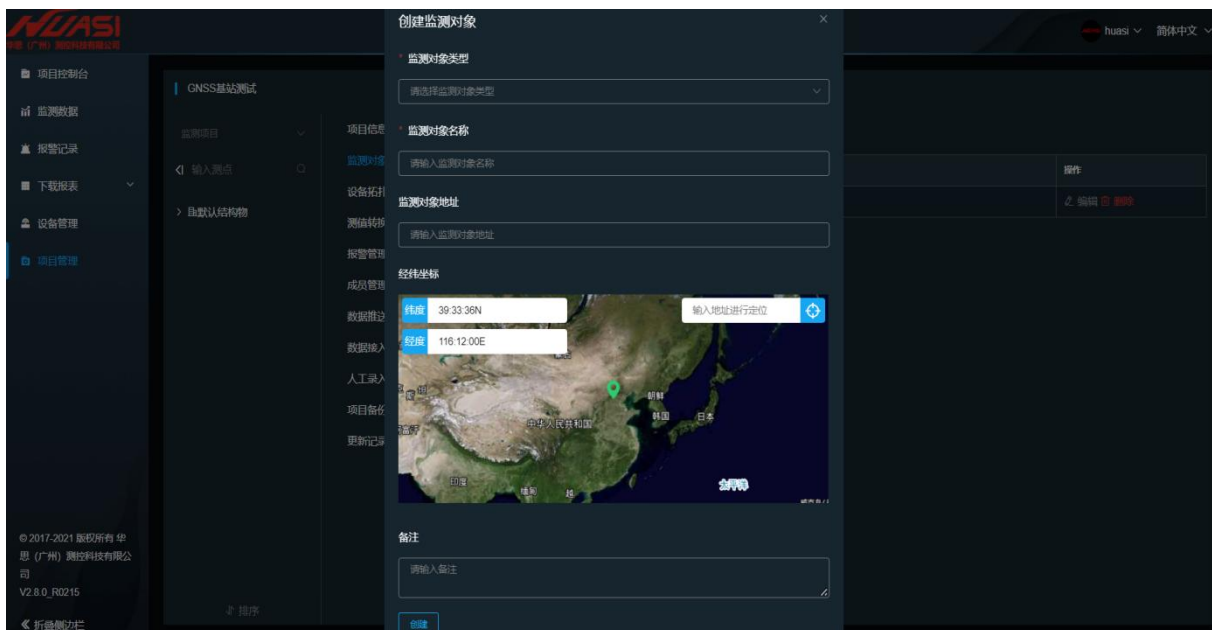 HUASI
华思（广州）测控科技有限公司
huasi
简体中文
项目控制台
监测数据
报警记录
下载报表
设备管理
项目管理
©2017-2021 版权所有 华
思（广州）测控科技有限公
司
V2.8.0_R0215
折叠侧边栏
GNSS基站测试
监测项目
输入测点
默认结构物
排序
项目信息
监测对象
设备拓扑
测值转换
报警管理
成员管理
数据推送
数据接入
人工录入
项目备份
更新记录
创建监测对象
* 监测对象类型
请选择监测对象类型
* 监测对象名称
请输入监测对象名称
监测对象地址
请输入监测对象地址
经纬坐标
纬度 39:33:36N
输入地址进行定位
经度 116:12:00E
朝鲜
韩国
日本
中华人民共和国
印度
缅甸
越
太平洋
备注
请输入备注
创建
操作
编辑 删除